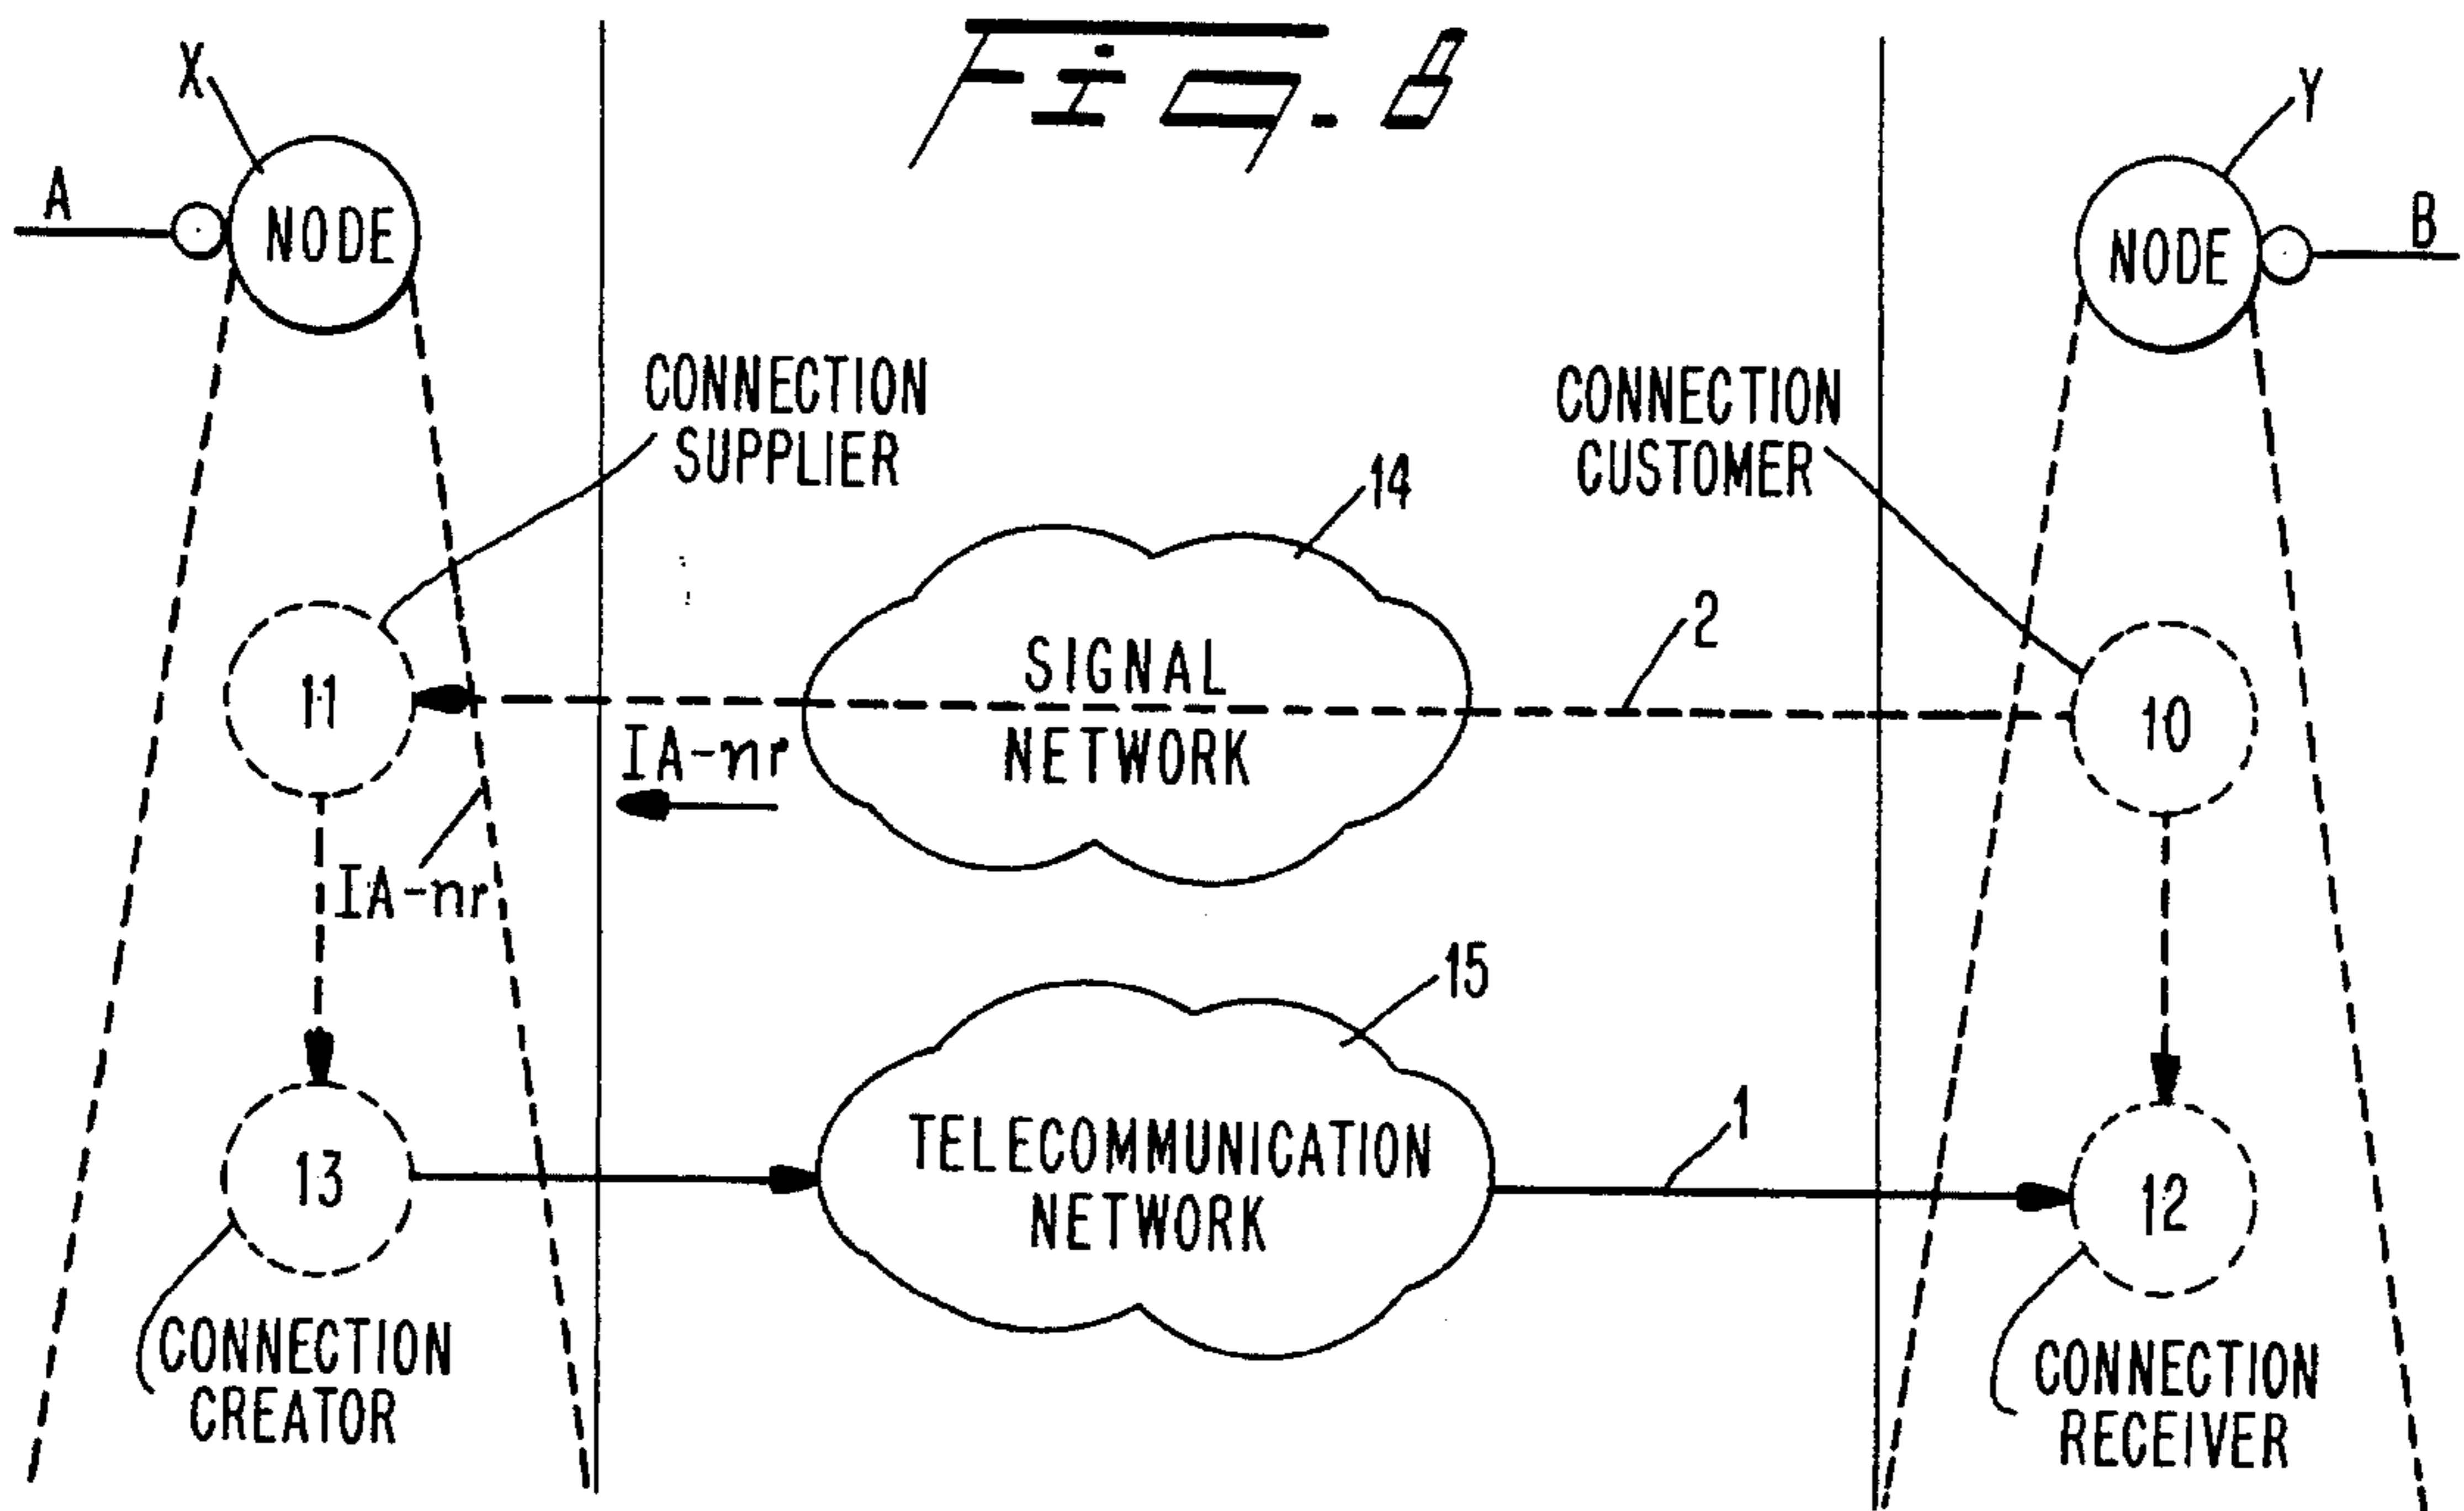 Fig. 8
X
Y
A
NODE
NODE
B
CONNECTION
SUPPLIER
CONNECTION
CUSTOMER
14
2
SIGNAL
NETWORK
11
10
IA-nr
IA-nr
15
1
TELECOMMUNICATION
NETWORK
13
12
CONNECTION
CREATOR
CONNECTION
RECEIVER